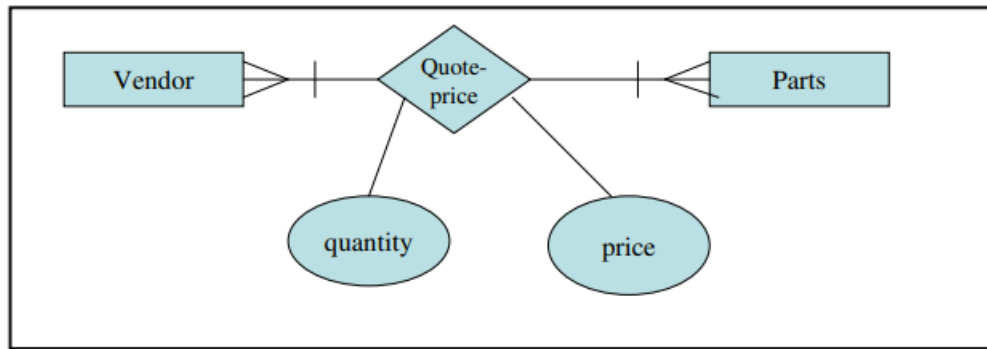 Vendor
Quote-
price
Parts
quantity
price